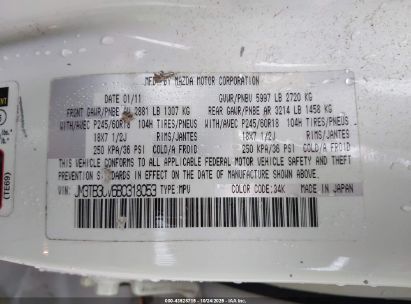 MFD BY MAZDA MOTOR CORPORATION
DATE 01/11 GVWR/PNBV 5997 LB 2720 KG
FRONT GAWR/PNBE AV 2881 LB 1307 KG REAR GAWR/PNBE AR 3214 LB 1458 KG
WITH/AVEC P245/60R18 104H TIRES/PNEUS WITH/AVEC P245/60R18 104H TIRES/PNEUS
18X7 1/2J RIMS/JANTES 18X7 1/2J RIMS/JANTES
250 KPA/36 PSI COLD/A FROID 250 KPA/36 PSI COLD/A FROID
THIS VEHICLE CONFORMS TO ALL APPLICABLE FEDERAL MOTOR VEHICLE SAFETY AND THEFT
PREVENTION STANDARDS IN EFFECT ON THE DATE OF MANUFACTURE SHOWN ABOVE.
VIN: TYPE MPV COLOR CODE:34K MADE IN JAPAN
(TE69)